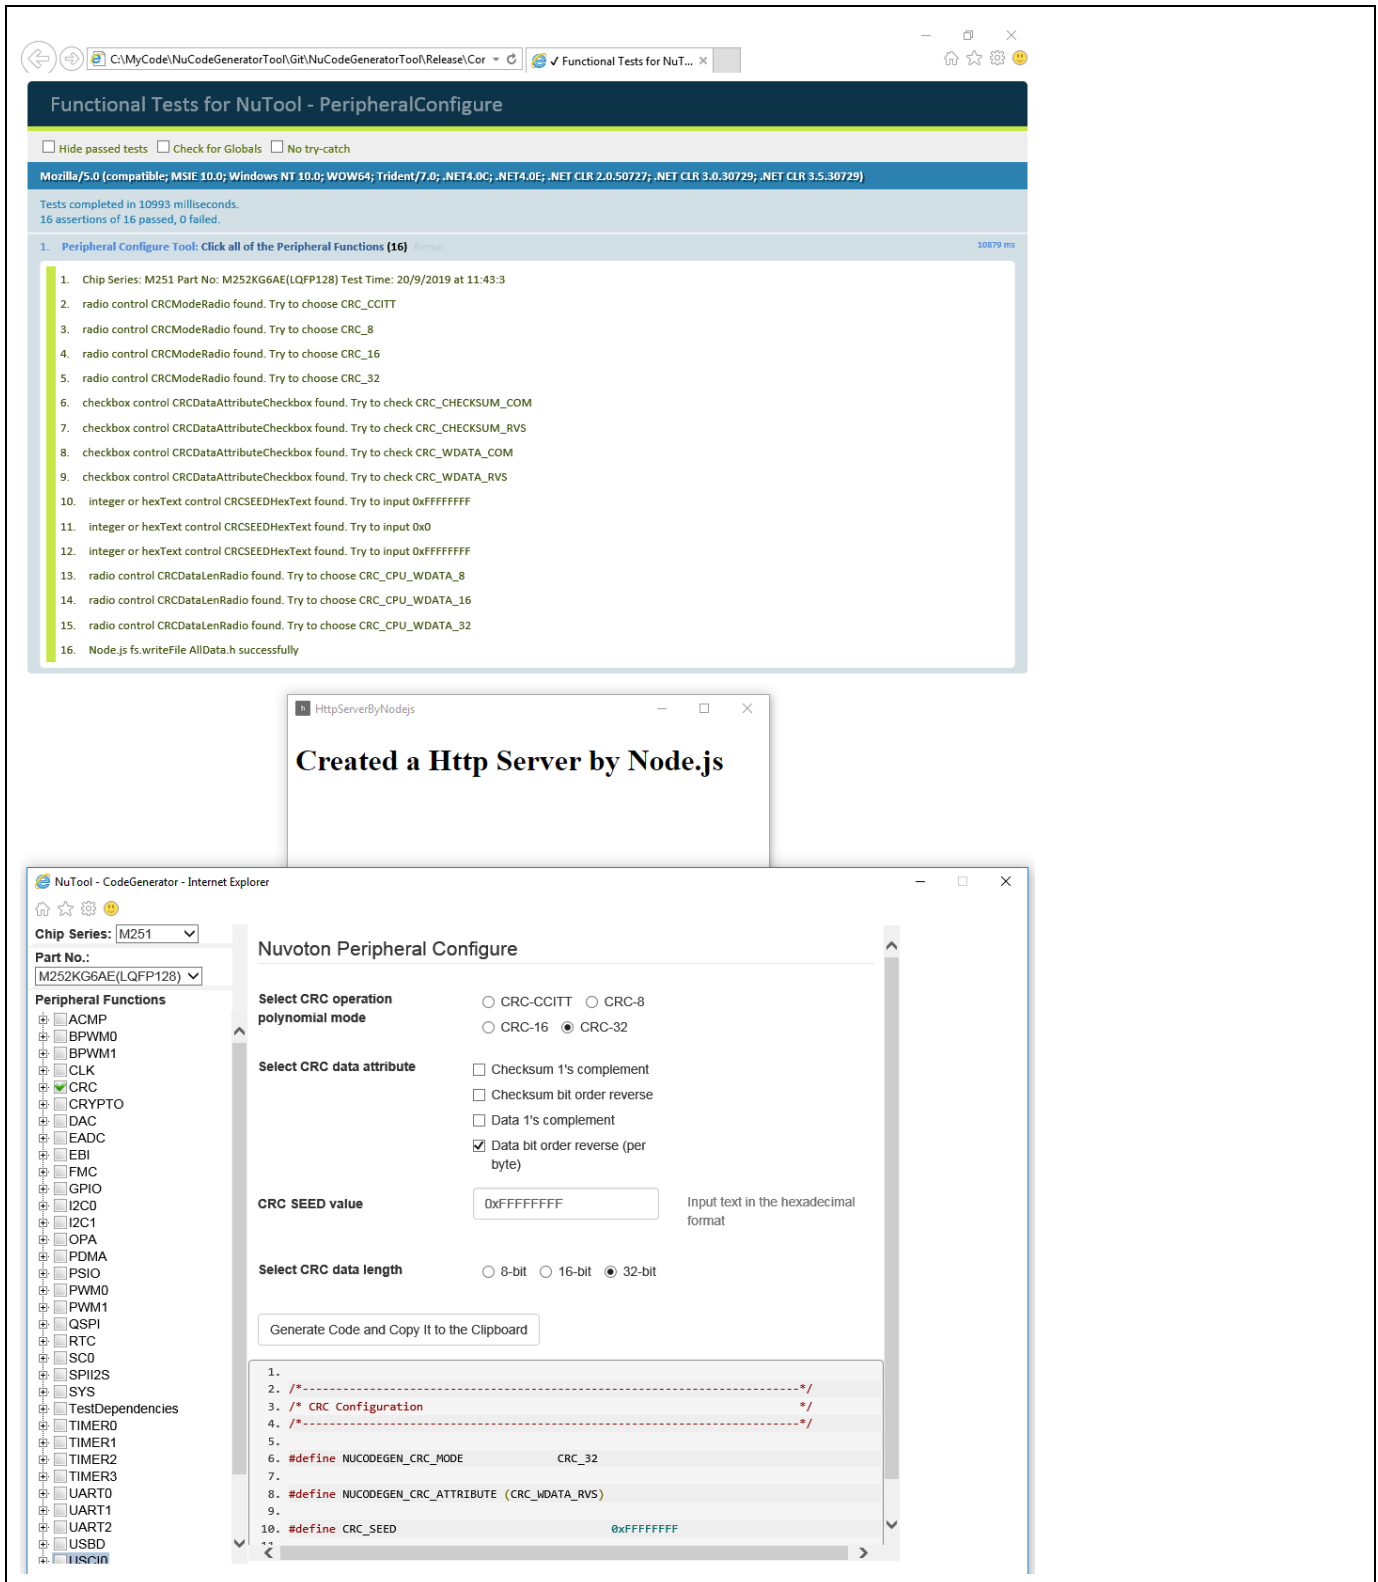 C:\MyCode\NuCodeGeneratorTool\Git\NuCodeGeneratorTool\Release\Cor
✓ Functional Tests for NuT...
Functional Tests for NuTool - PeripheralConfigure
Hide passed tests Check for Globals No try-catch
Mozilla/5.0 (compatible; MSIE 10.0; Windows NT 10.0; WOW64; Trident/7.0; .NET4.0C; .NET4.0E; .NET CLR 2.0.50727; .NET CLR 3.0.30729; .NET CLR 3.5.30729)
Tests completed in 10993 milliseconds.
16 assertions of 16 passed, 0 failed.
1. Peripheral Configure Tool: Click all of the Peripheral Functions (16) Rerun 10879 ms
1. Chip Series: M251 Part No: M252KG6AE(LQFP128) Test Time: 20/9/2019 at 11:43:3
2. radio control CRCModeRadio found. Try to choose CRC_CCITT
3. radio control CRCModeRadio found. Try to choose CRC_8
4. radio control CRCModeRadio found. Try to choose CRC_16
5. radio control CRCModeRadio found. Try to choose CRC_32
6. checkbox control CRCDataAttributeCheckbox found. Try to check CRC_CHECKSUM_COM
7. checkbox control CRCDataAttributeCheckbox found. Try to check CRC_CHECKSUM_RVS
8. checkbox control CRCDataAttributeCheckbox found. Try to check CRC_WDATA_COM
9. checkbox control CRCDataAttributeCheckbox found. Try to check CRC_WDATA_RVS
10. integer or hexText control CRCSEEDHexText found. Try to input 0xFFFFFFFF
11. integer or hexText control CRCSEEDHexText found. Try to input 0x0
12. integer or hexText control CRCSEEDHexText found. Try to input 0xFFFFFFFF
13. radio control CRCDataLenRadio found. Try to choose CRC_CPU_WDATA_8
14. radio control CRCDataLenRadio found. Try to choose CRC_CPU_WDATA_16
15. radio control CRCDataLenRadio found. Try to choose CRC_CPU_WDATA_32
16. Node.js fs.writeFile AllData.h successfully
h HttpServerByNodejs
Created a Http Server by Node.js
NuTool - CodeGenerator - Internet Explorer
Chip Series: M251
Part No.:
M252KG6AE(LQFP128)
Peripheral Functions
ACMP
BPWM0
BPWM1
CLK
CRC
CRYPTO
DAC
EADC
EBI
FMC
GPIO
I2C0
I2C1
OPA
PDMA
PSIO
PWM0
PWM1
QSPI
RTC
SC0
SPII2S
SYS
TestDependencies
TIMER0
TIMER1
TIMER2
TIMER3
UART0
UART1
UART2
USBD
USCI0
Nuvoton Peripheral Configure
Select CRC operation
polynomial mode
CRC-CCITT CRC-8
CRC-16 CRC-32
Select CRC data attribute
Checksum 1's complement
Checksum bit order reverse
Data 1's complement
Data bit order reverse (per
byte)
CRC SEED value
0xFFFFFFFF
Input text in the hexadecimal
format
Select CRC data length
8-bit 16-bit 32-bit
Generate Code and Copy It to the Clipboard
1.
2. /*--------------------------------------------------------------------------*/
3. /* CRC Configuration */
4. /*--------------------------------------------------------------------------*/
5.
6. #define NUCODEGEN_CRC_MODE CRC_32
7.
8. #define NUCODEGEN_CRC_ATTRIBUTE (CRC_WDATA_RVS)
9.
10. #define CRC_SEED 0xFFFFFFFF
11.